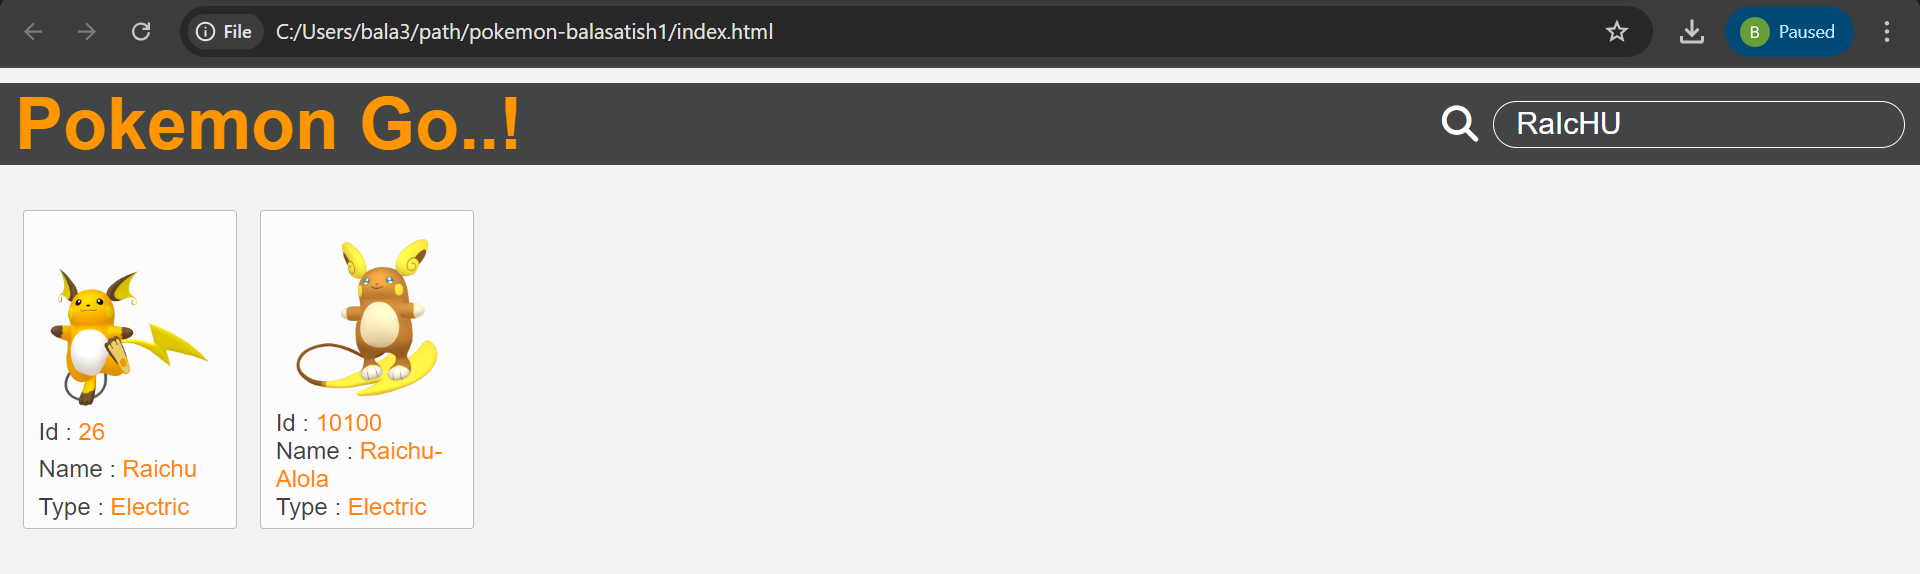 File C:/Users/bala3/path/pokemon-balasatish1/index.html B Paused
Pokemon Go..! RaIcHU
Id : 26
Name : Raichu
Type : Electric
Id : 10100
Name : Raichu-
Alola
Type : Electric